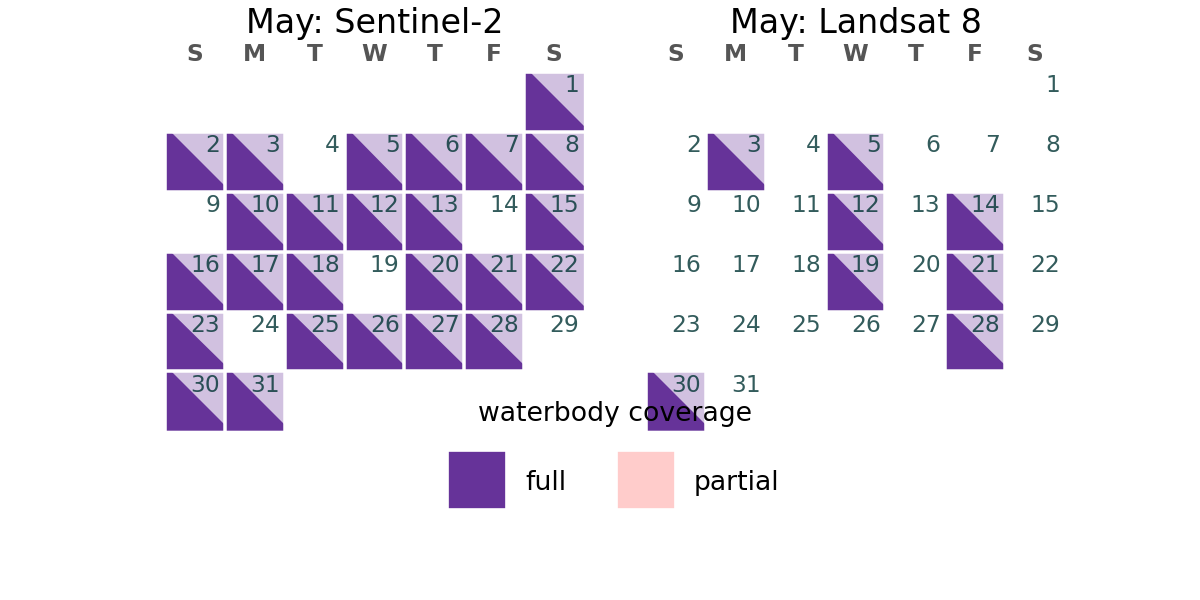 May: Sentinel-2
S M T W T F S
1
2 3 4 5 6 7 8
9 10 11 12 13 14 15
16 17 18 19 20 21 22
23 24 25 26 27 28 29
30 31
May: Landsat 8
S M T W T F S
1
2 3 4 5 6 7 8
9 10 11 12 13 14 15
16 17 18 19 20 21 22
23 24 25 26 27 28 29
30 31
waterbody coverage
full partial